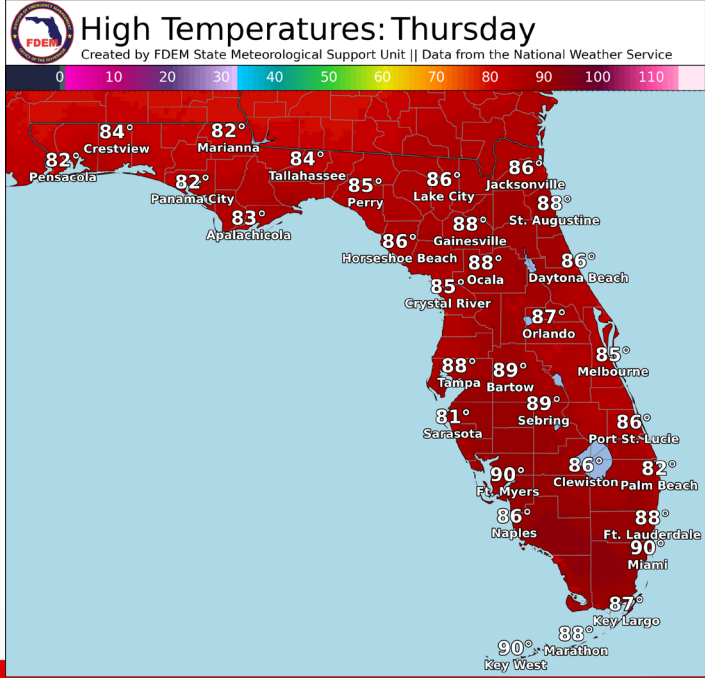 High Temperatures: Thursday
Created by FDEM State Meteorological Support Unit || Data from the National Weather Service
FDEM
0 10 20 30 40 50 60 70 80 90 100 110
84°
Crestview
82°
Marianna
82°
Pensacola
84°
Tallahassee
82°
Panama City
85°
Perry
86°
Lake City
86°
Jacksonville
83°
Apalachicola
88°
St. Augustine
88°
Gainesville
86°
Horseshoe Beach
88°
Ocala
86°
Daytona Beach
85°
Crystal River
87°
Orlando
85°
Melbourne
88°
Tampa
89°
Bartow
89°
Sebring
81°
Sarasota
86°
Port St. Lucie
86°
Clewiston
82°
Palm Beach
90°
Ft. Myers
86°
Naples
88°
Ft. Lauderdale
90°
Miami
87°
Key Largo
88°
Marathon
90°
Key West